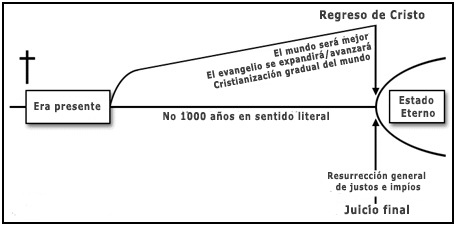 Regreso de Cristo
El mundo será mejor
El evangelio se expandirá/avanzará
Cristianización gradual del mundo
Era presente
No 1000 años en sentido literal
Estado
Eterno
Resurrección general
de justos e impíos
Juicio final